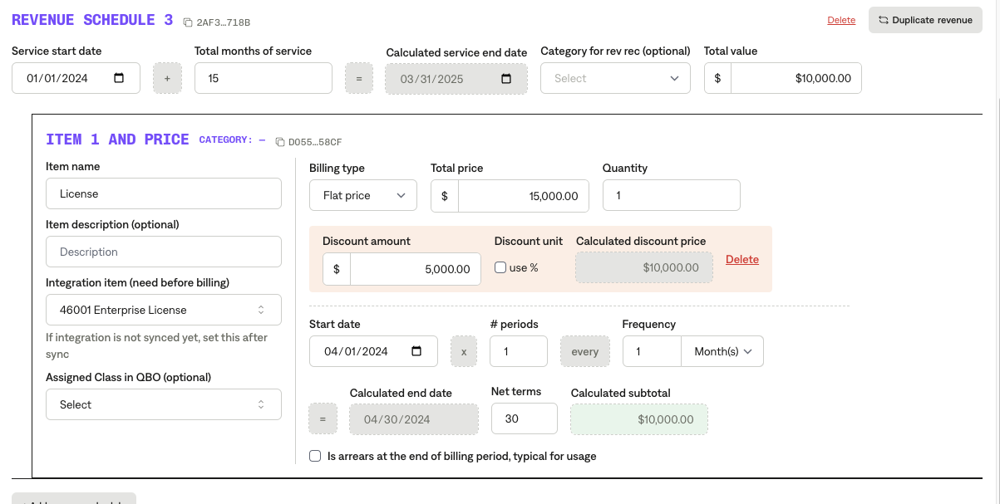 REVENUE SCHEDULE 3 2AF3…718B Delete Duplicate revenue
Service start date Total months of service Calculated service end date Category for rev rec (optional) Total value
01/01/2024 + 15 = 03/31/2025 Select $ $10,000.00
ITEM 1 AND PRICE CATEGORY: — D055…58CF
Item name
License
Item description (optional)
Description
Integration item (need before billing)
46001 Enterprise License
If integration is not synced yet, set this after
sync
Assigned Class in QBO (optional)
Select
Billing type Total price Quantity
Flat price $ 15,000.00 1
Discount amount Discount unit Calculated discount price
$ 5,000.00 use % $10,000.00 Delete
Start date # periods Frequency
04/01/2024 x 1 every 1 Month(s)
Calculated end date Net terms Calculated subtotal
= 04/30/2024 30 $10,000.00
Is arrears at the end of billing period, typical for usage